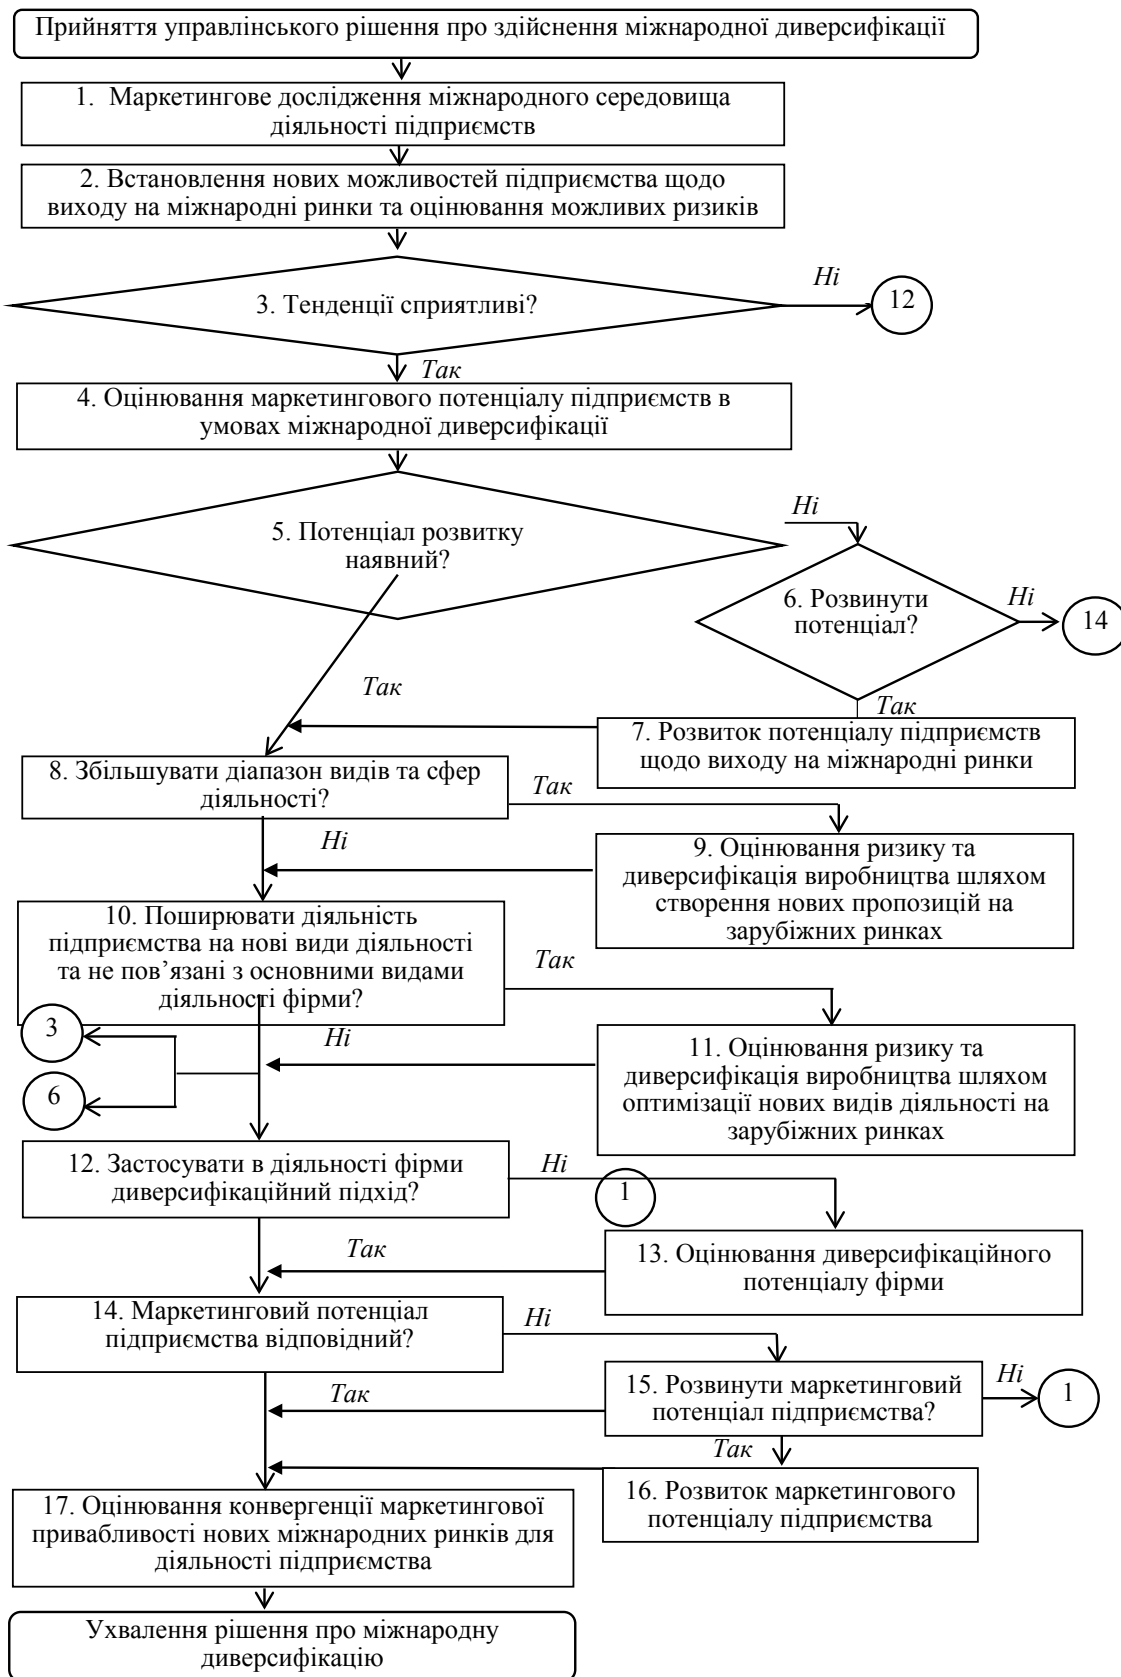 Прийняття управлінського рішення про здійснення міжнародної диверсифікації
1. Маркетингове дослідження міжнародного середовища
діяльності підприємств
2. Встановлення нових можливостей підприємства щодо
виходу на міжнародні ринки та оцінювання можливих ризиків
Ні
3. Тенденції сприятливі?
12
Так
4. Оцінювання маркетингового потенціалу підприємств в
умовах міжнародної диверсифікації
Ні
5. Потенціал розвитку
наявний?
6. Розвинути
потенціал?
Ні
14
Так
Так
7. Розвиток потенціалу підприємств
щодо виходу на міжнародні ринки
8. Збільшувати діапазон видів та сфер
діяльності?
Так
Ні
9. Оцінювання ризику та
диверсифікація виробництва шляхом
створення нових пропозицій на
зарубіжних ринках
10. Поширювати діяльність
підприємства на нові види діяльності
та не пов’язані з основними видами
діяльності фірми?
Так
3
Ні
6
11. Оцінювання ризику та
диверсифікація виробництва шляхом
оптимізації нових видів діяльності на
зарубіжних ринках
12. Застосувати в діяльності фірми
диверсифікаційний підхід?
Ні
1
Так
13. Оцінювання диверсифікаційного
потенціалу фірми
14. Маркетинговий потенціал
підприємства відповідний?
Ні
Так
15. Розвинути маркетинговий
потенціал підприємства?
Ні
1
Так
16. Розвиток маркетингового
потенціалу підприємства
17. Оцінювання конвергенції маркетингової
привабливості нових міжнародних ринків для
діяльності підприємства
Ухвалення рішення про міжнародну
диверсифікацію